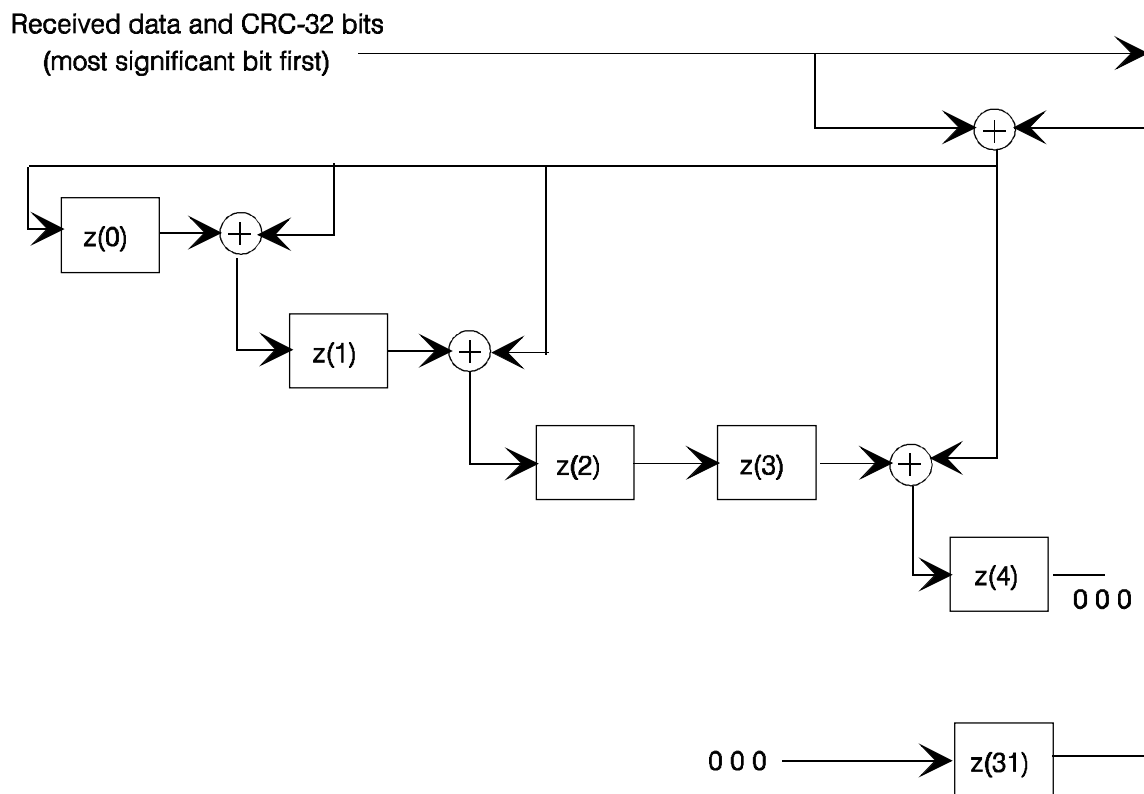 Received data and CRC-32 bits
(most significant bit first)
z(0)
z(1)
z(2)
z(3)
z(4)
0 0 0
0 0 0
z(31)